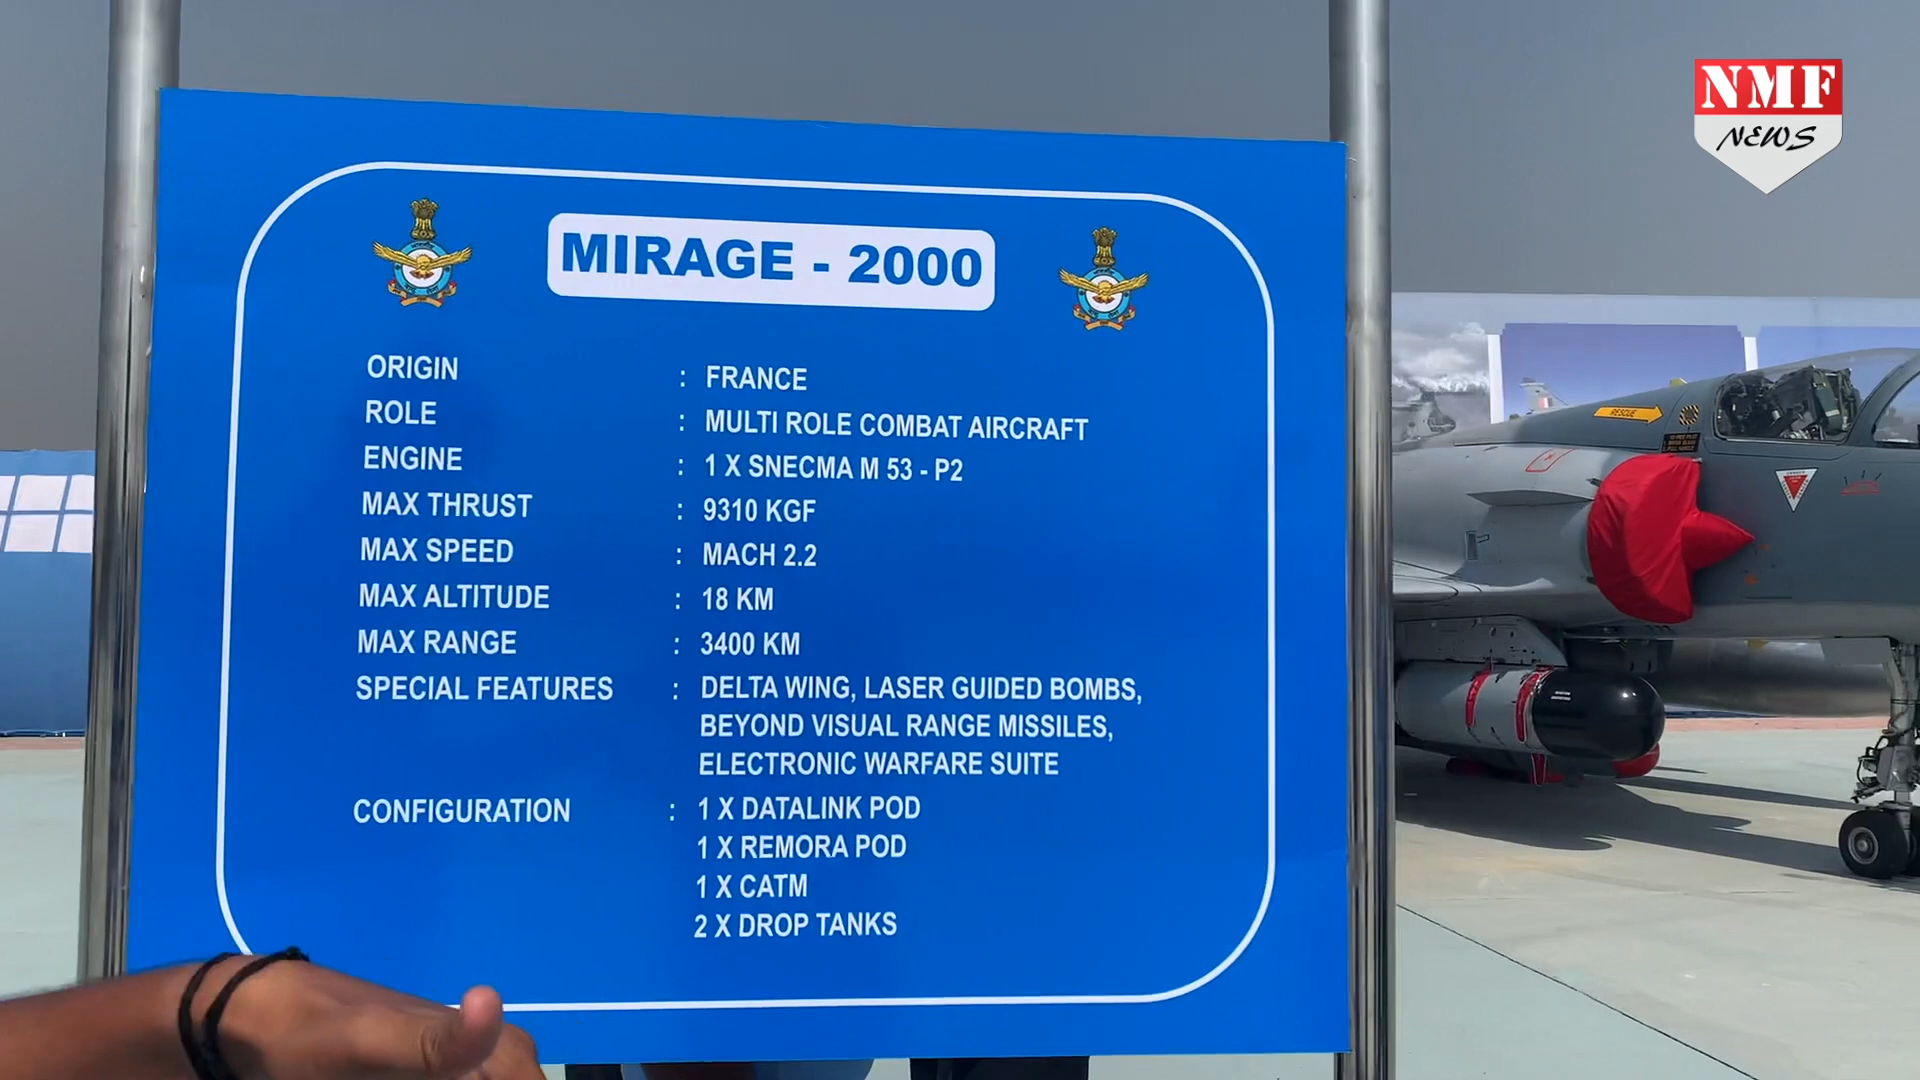 NMF
NEWS
MIRAGE - 2000
ORIGIN : FRANCE
ROLE : MULTI ROLE COMBAT AIRCRAFT
ENGINE : 1 X SNECMA M 53 - P2
MAX THRUST : 9310 KGF
MAX SPEED : MACH 2.2
MAX ALTITUDE : 18 KM
MAX RANGE : 3400 KM
SPECIAL FEATURES : DELTA WING, LASER GUIDED BOMBS,
BEYOND VISUAL RANGE MISSILES,
ELECTRONIC WARFARE SUITE
CONFIGURATION : 1 X DATALINK POD
1 X REMORA POD
1 X CATM
2 X DROP TANKS
RESCUE